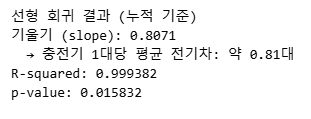 선형 회귀 결과 (누적 기준)
기울기 (slope): 0.8071
→ 충전기 1대당 평균 전기차: 약 0.81대
R-squared: 0.999382
p-value: 0.015832